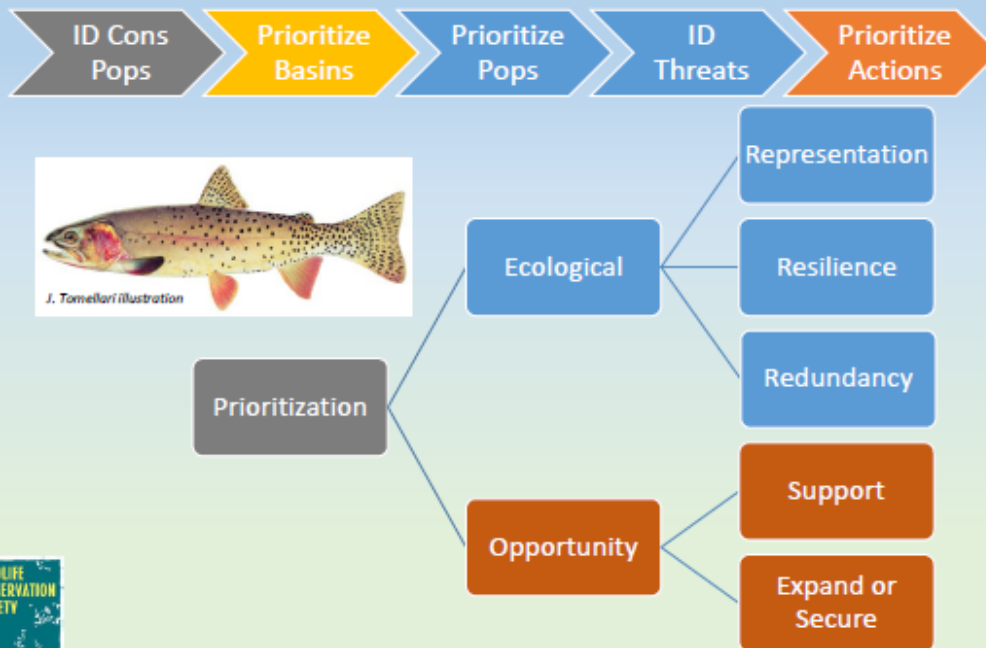 ID Cons
Pops
Prioritize
Basins
Prioritize
Pops
ID
Threats
Prioritize
Actions
J. Tomellari illustration
Representation
Ecological
Resilience
Redundancy
Prioritization
Support
Opportunity
Expand or
Secure